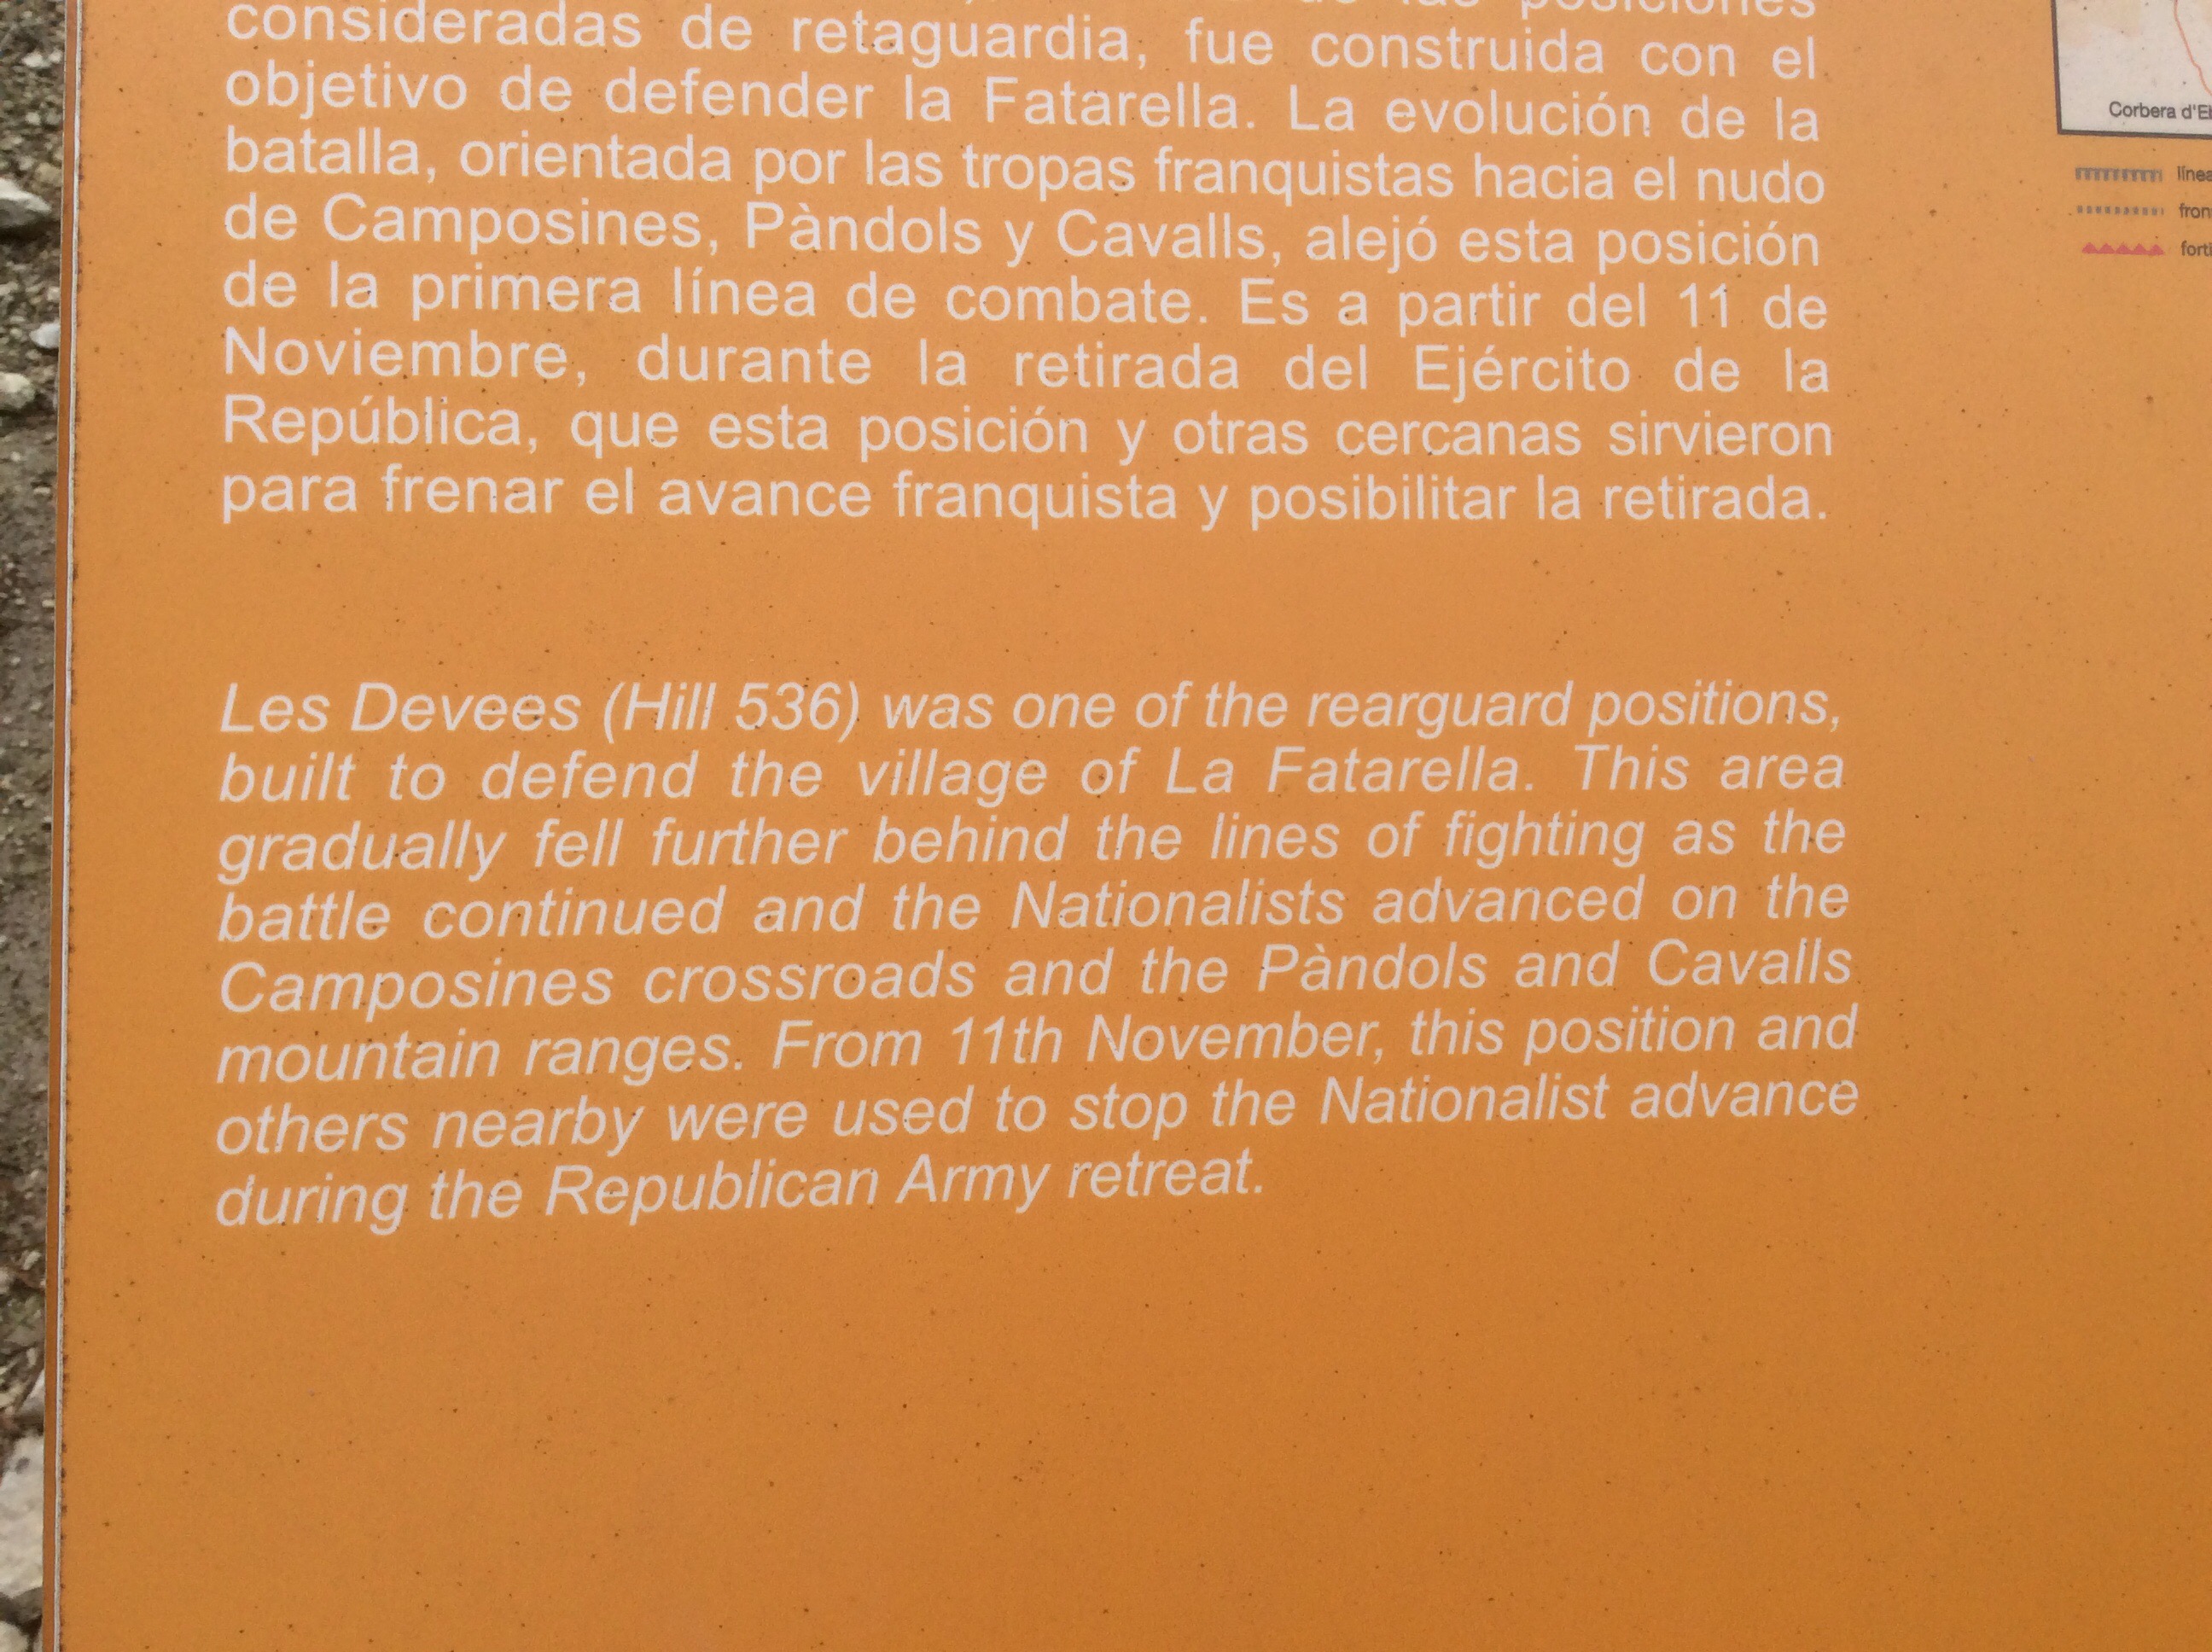 de las posiciones
consideradas de retaguardia, fue construida con el
objetivo de defender la Fatarella. La evolución de la
batalla, orientada por las tropas franquistas hacia el nudo
de Camposines, Pàndols y Cavalls, alejó esta posición
de la primera línea de combate. Es a partir del 11 de
Noviembre, durante la retirada del Ejército de la
República, que esta posición y otras cercanas sirvieron
para frenar el avance franquista y posibilitar la retirada.
Les Devees (Hill 536) was one of the rearguard positions,
built to defend the village of La Fatarella. This area
gradually fell further behind the lines of fighting as the
battle continued and the Nationalists advanced on the
Camposines crossroads and the Pàndols and Cavalls
mountain ranges. From 11th November, this position and
others nearby were used to stop the Nationalist advance
during the Republican Army retreat.
Corbera d'E